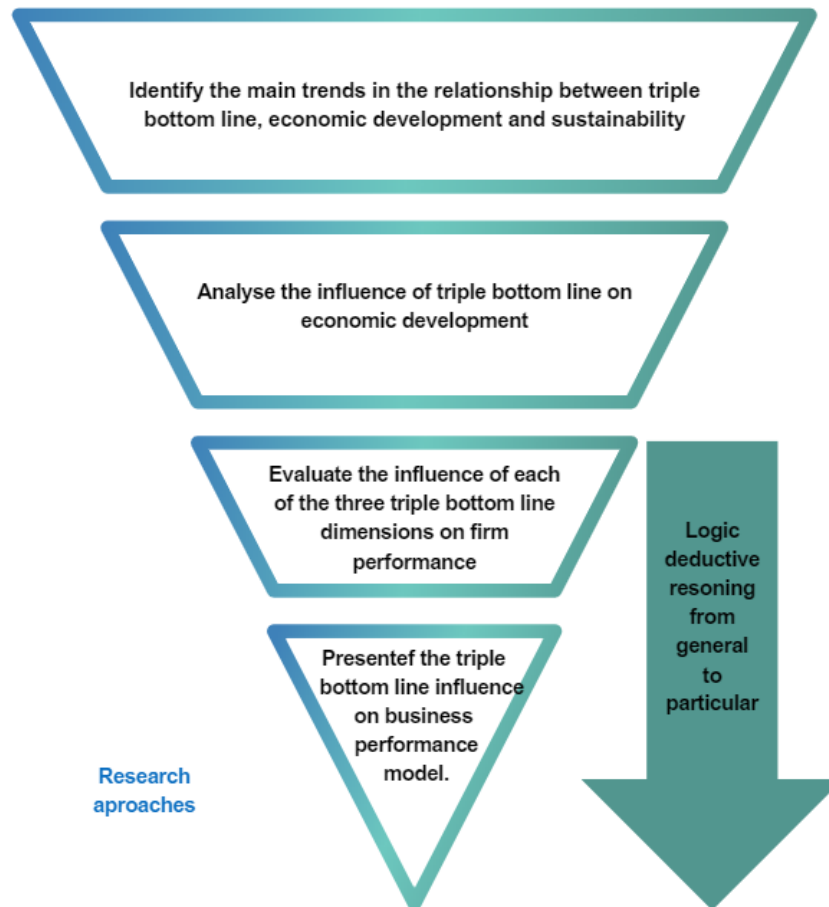 Identify the main trends in the relationship between triple
bottom line, economic development and sustainability
Analyse the influence of triple bottom line on
economic development
Evaluate the influence of each
of the three triple bottom line
dimensions on firm
performance
Presentef the triple
bottom line influence
on business
performance
model.
Logic
deductive
resoning
from
general
to
particular
Research
aproaches